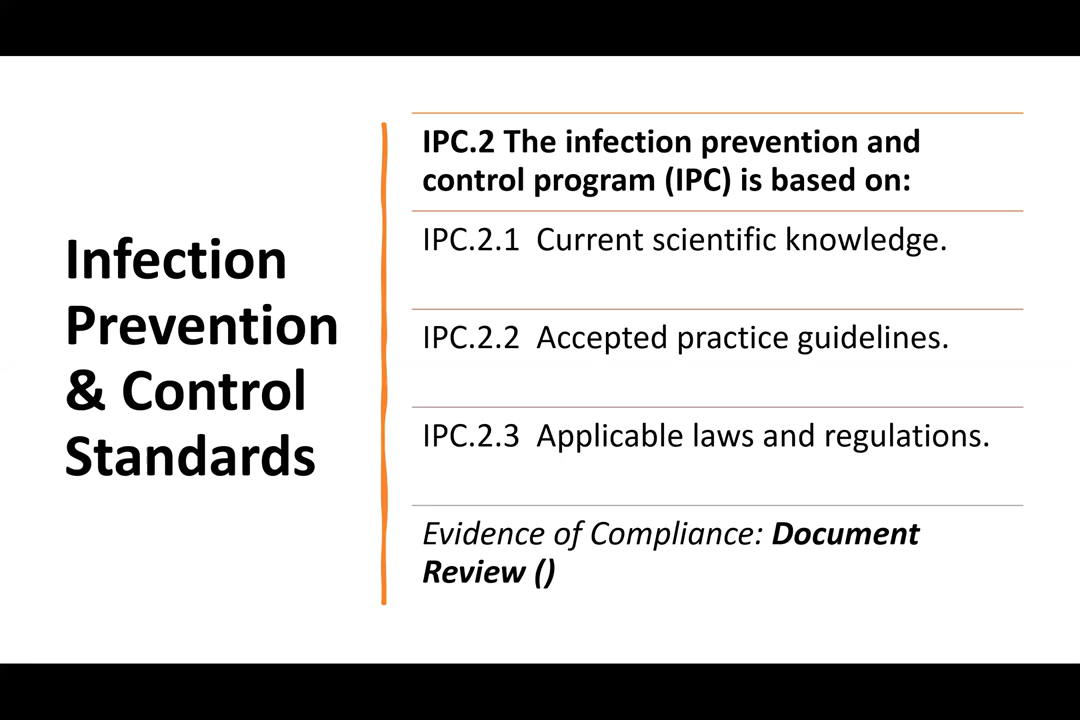 Infection
Prevention
& Control
Standards
IPC.2 The infection prevention and
control program (IPC) is based on:
IPC.2.1 Current scientific knowledge.
IPC.2.2 Accepted practice guidelines.
IPC.2.3 Applicable laws and regulations.
Evidence of Compliance: Document
Review ()